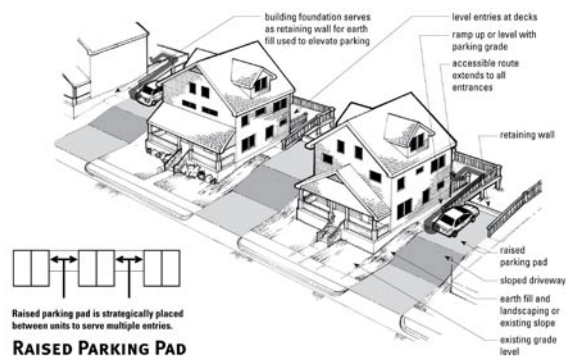 building foundation serves
as retaining wall for earth
fill used to elevate parking
level entries at decks
ramp up or level with
parking grade
accessible route
extends to all
entrances
retaining wall
raised
parking pad
sloped driveway
earth fill and
landscaping or
existing slope
existing grade
level
Raised parking pad is strategically placed
between units to serve multiple entries.
RAISED PARKING PAD